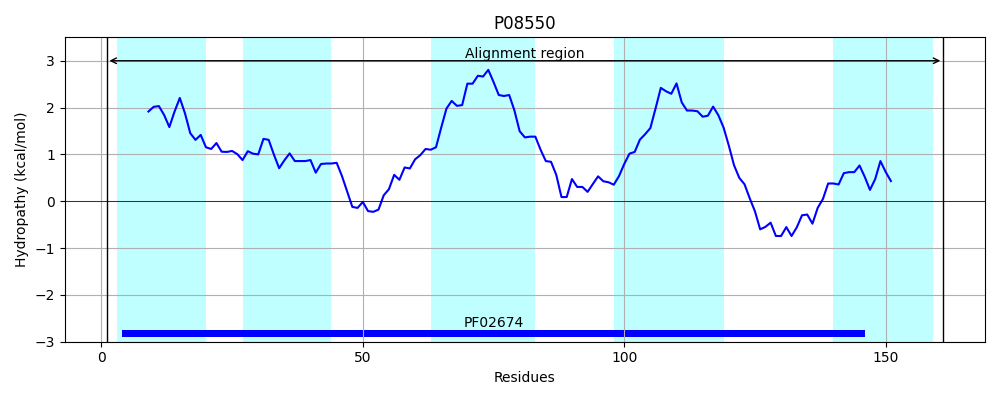 P08550
Hydropathy (kcal/mol)
3
2
1
0
−1
−2
−3
Alignment region
PF02674
0
50
100
150
Residues